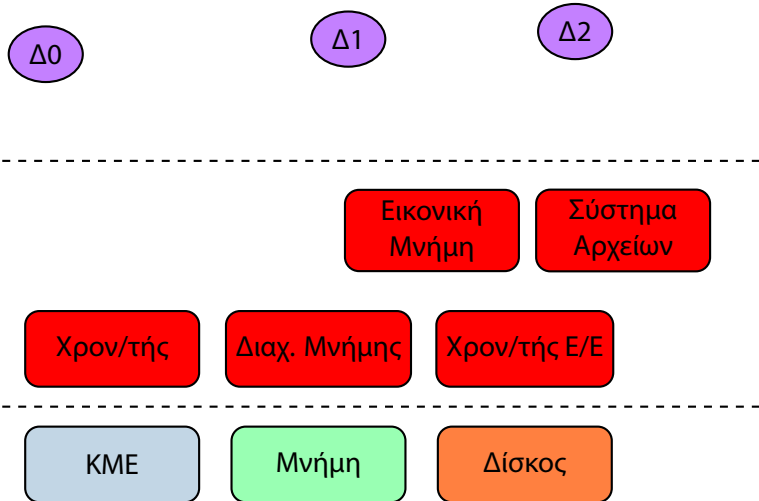 Δ0
Δ1
Δ2
Εικονική
Μνήμη
Σύστημα
Αρχείων
Χρον/τής
Διαχ. Μνήμης
Χρον/τής Ε/Ε
ΚΜΕ
Μνήμη
Δίσκος